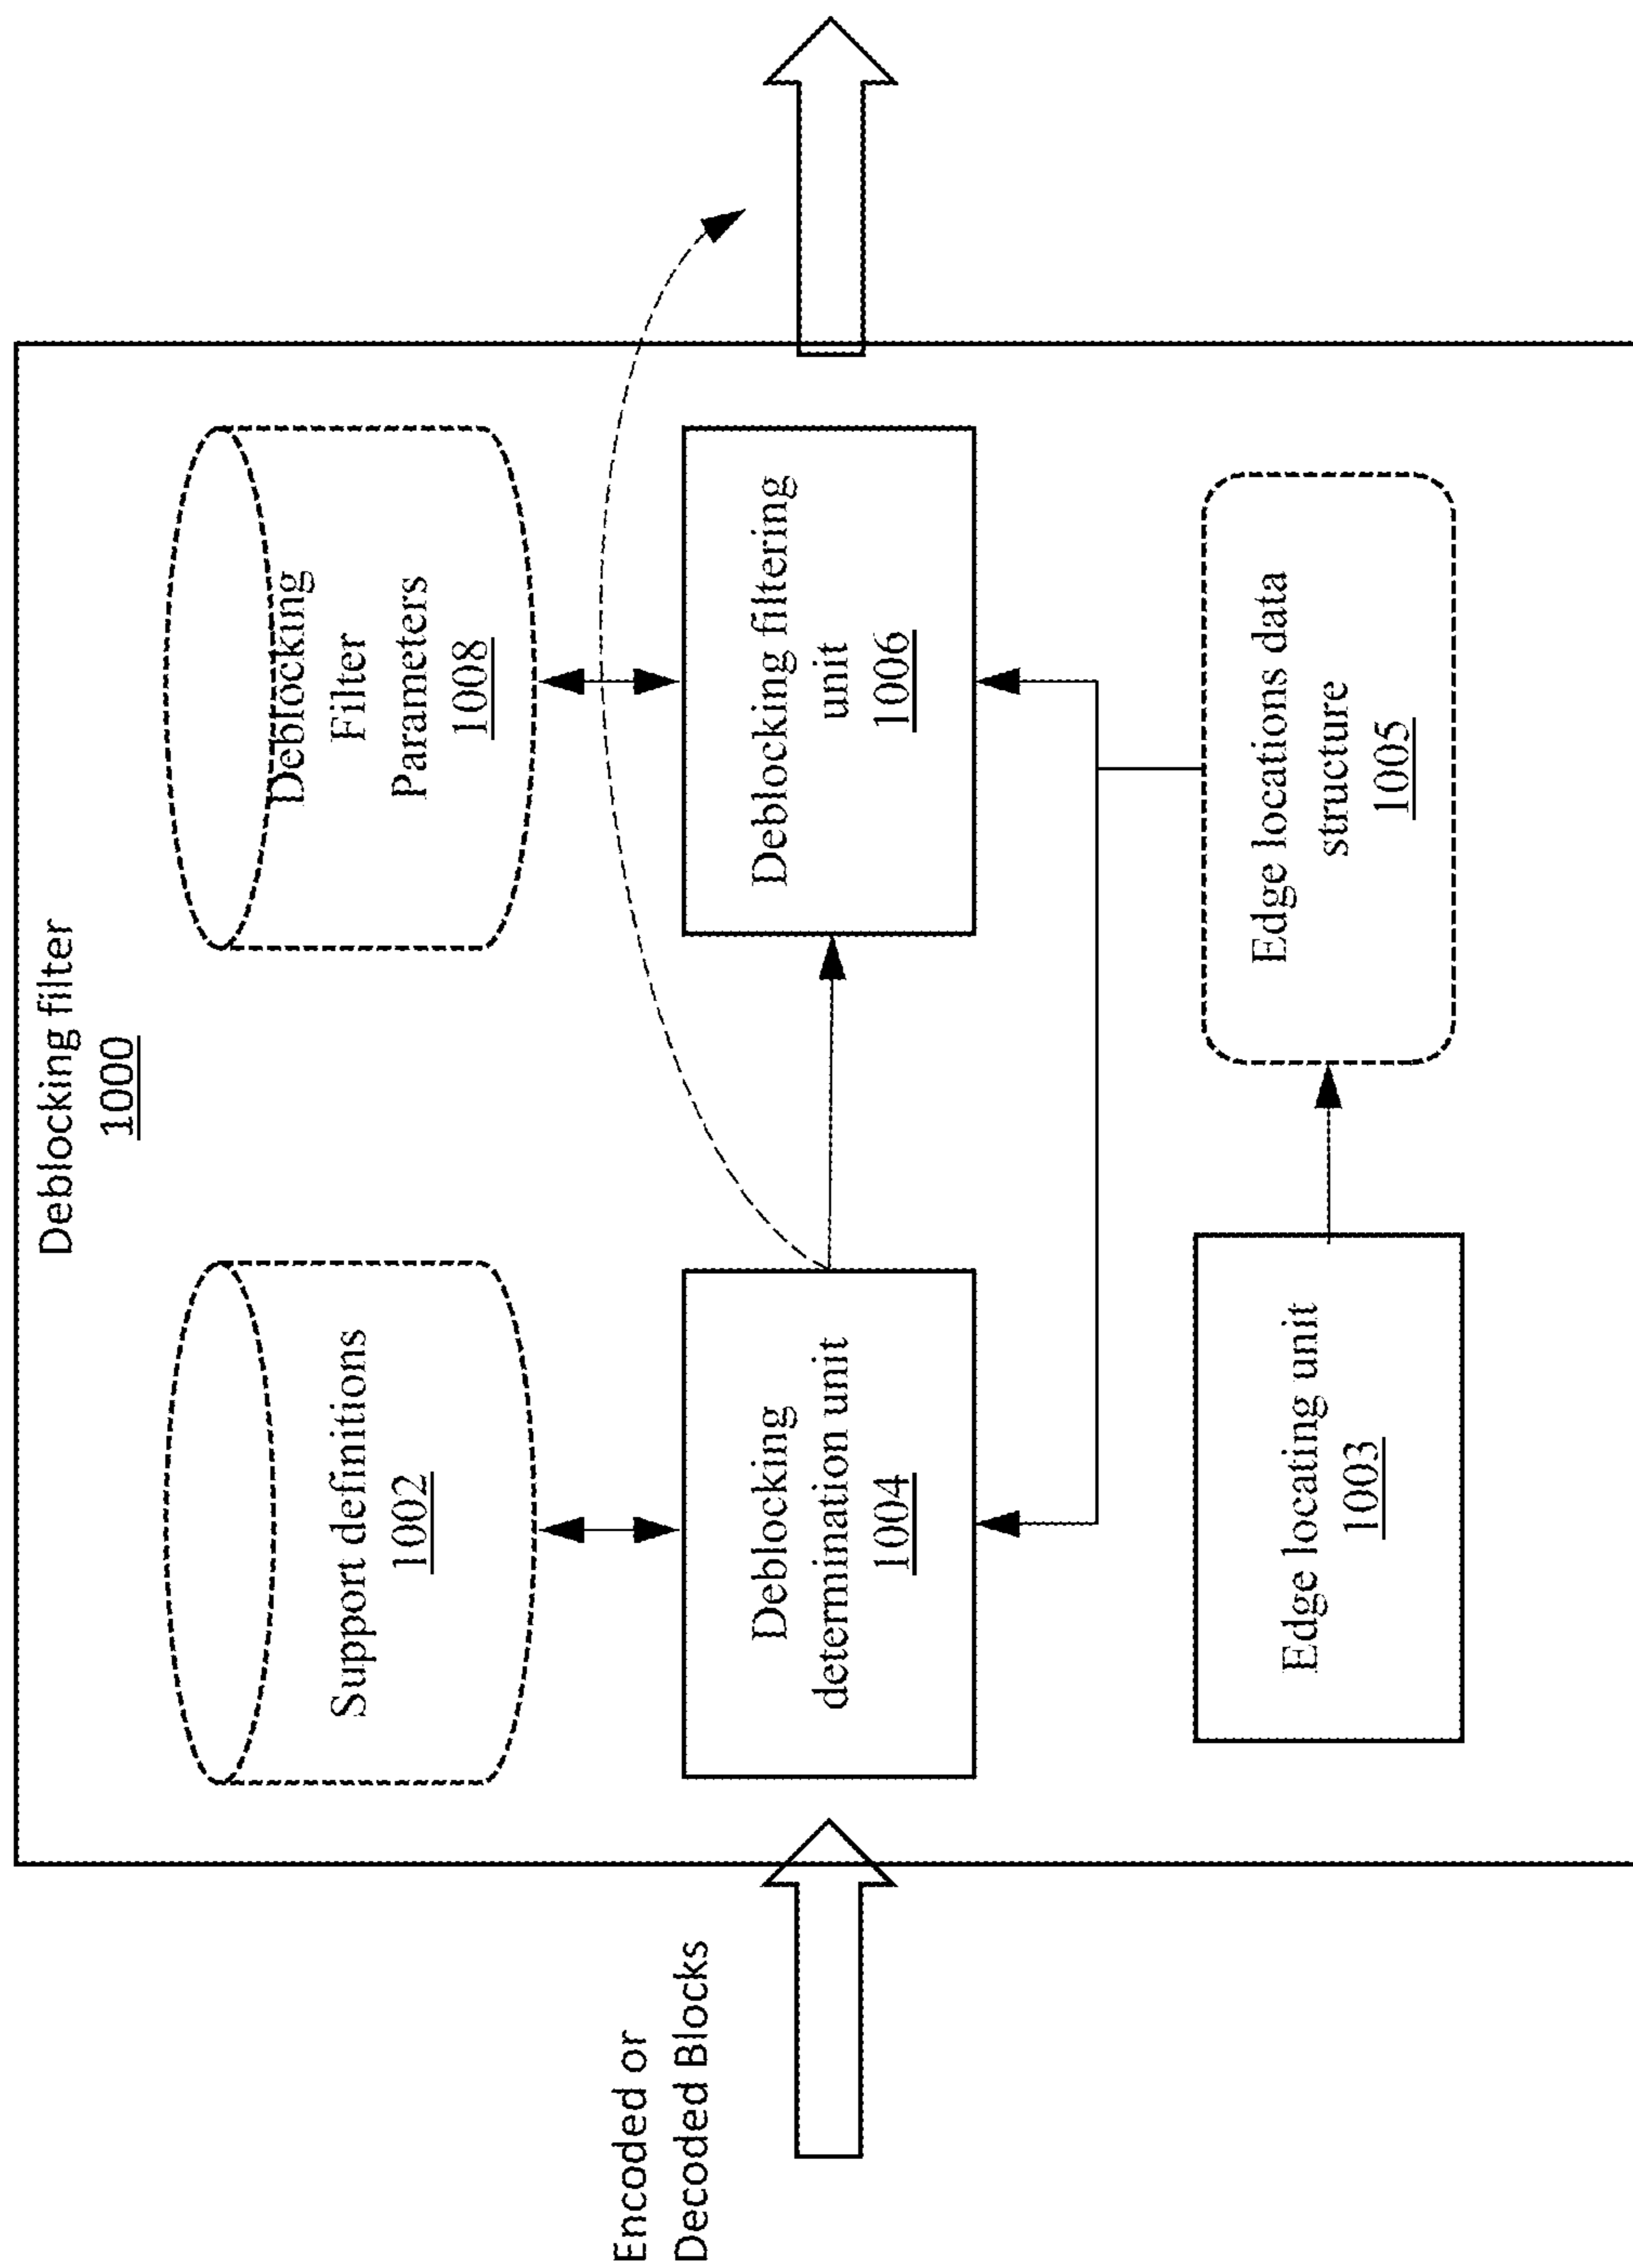 Deblocking filter
1000
Encoded or
Decoded Blocks
Support definitions
1002
Deblocking
Filter
Parameters
1008
Deblocking
determination unit
1004
Deblocking filtering
unit
1006
Edge locating unit
1003
Edge locations data
structure
1005